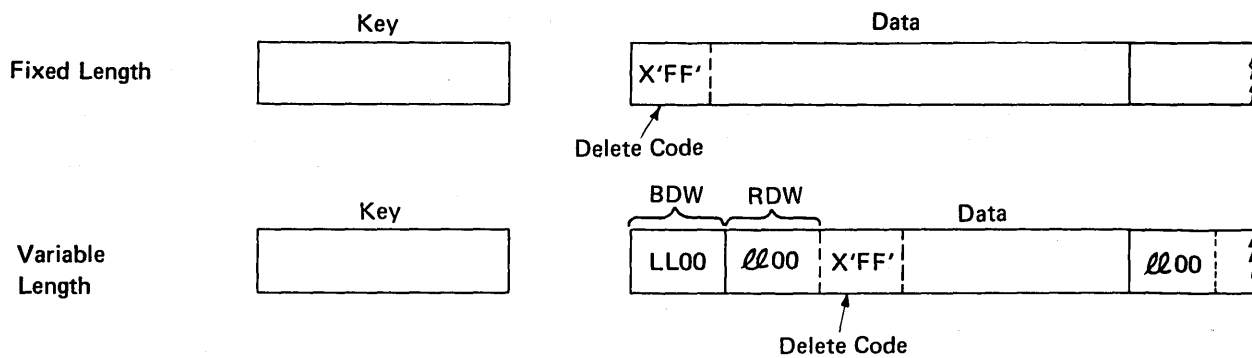 Key
Data
Fixed Length
X'FF'
Delete Code
BDW
RDW
Key
Data
Variable
Length
LL00
ℓℓ00
X'FF'
ℓℓ00
Delete Code